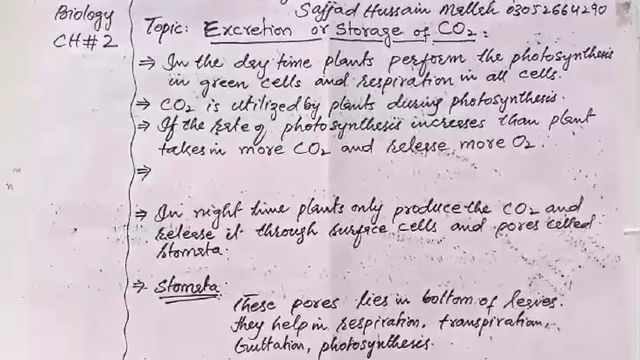 Biology
CH#2
Saffad Hussain Mallah 03052664290
Topic: Excretion or Storage of CO2:
⇒ In the day time plants perform the photosynthesis
in green cells and respiration in all cells.
⇒ CO2 is utilized by plants during photosynthesis.
⇒ If the rate of photosynthesis increases than plant
takes in more CO2 and release more O2.
⇒
⇒ In night time plants only produce the CO2 and
release it through surface cells and pores celled
stomata.
⇒ Stomata:
These pores lies in bottom of leaves.
they help in respiration, transpiration,
Guttation, photosynthesis.